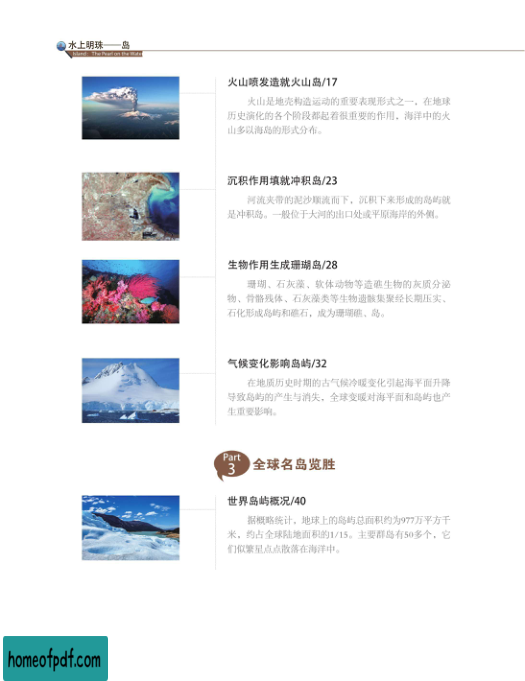 水上明珠——岛
Island: The Pearl on the Water
火山喷发造就火山岛/17
火山是地壳构造运动的重要表现形式之一，在地球
历史演化的各个阶段都起着很重要的作用，海洋中的火
山多以海岛的形式分布。
沉积作用填就冲积岛/23
河流夹带的泥沙顺流而下，沉积下来形成的岛屿就
是冲积岛。一般位于大河的出口处或平原海岸的外侧。
生物作用生成珊瑚岛/28
珊瑚、石灰藻、软体动物等造礁生物的灰质分泌
物、骨骼残体、石灰藻类等生物遗骸集聚经长期压实、
石化形成岛屿和礁石，成为珊瑚礁、岛。
气候变化影响岛屿/32
在地质历史时期的古气候冷暖变化引起海平面升降
导致岛屿的产生与消失，全球变暖对海平面和岛屿也产
生重要影响。
Part
3 全球名岛览胜
世界岛屿概况/40
据概略统计，地球上的岛屿总面积约为977万平方千
米，约占全球陆地面积的1/15。主要群岛有50多个，它
们似繁星点点散落在海洋中。
homeofpdf.com